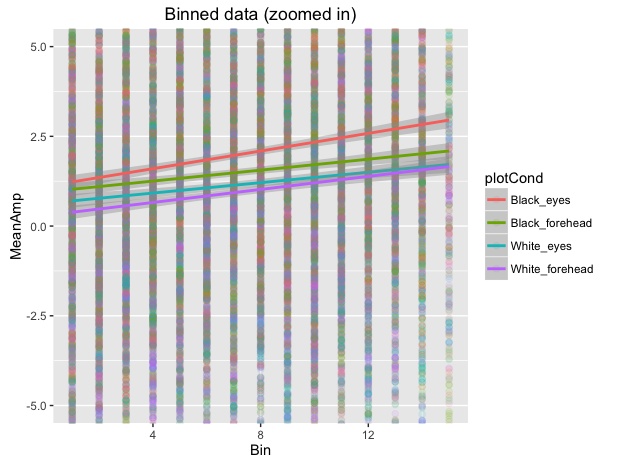 Binned data (zoomed in)
5.0
2.5
0.0
-2.5
-5.0
MeanAmp
4
8
12
Bin
plotCond
Black_eyes
Black_forehead
White_eyes
White_forehead